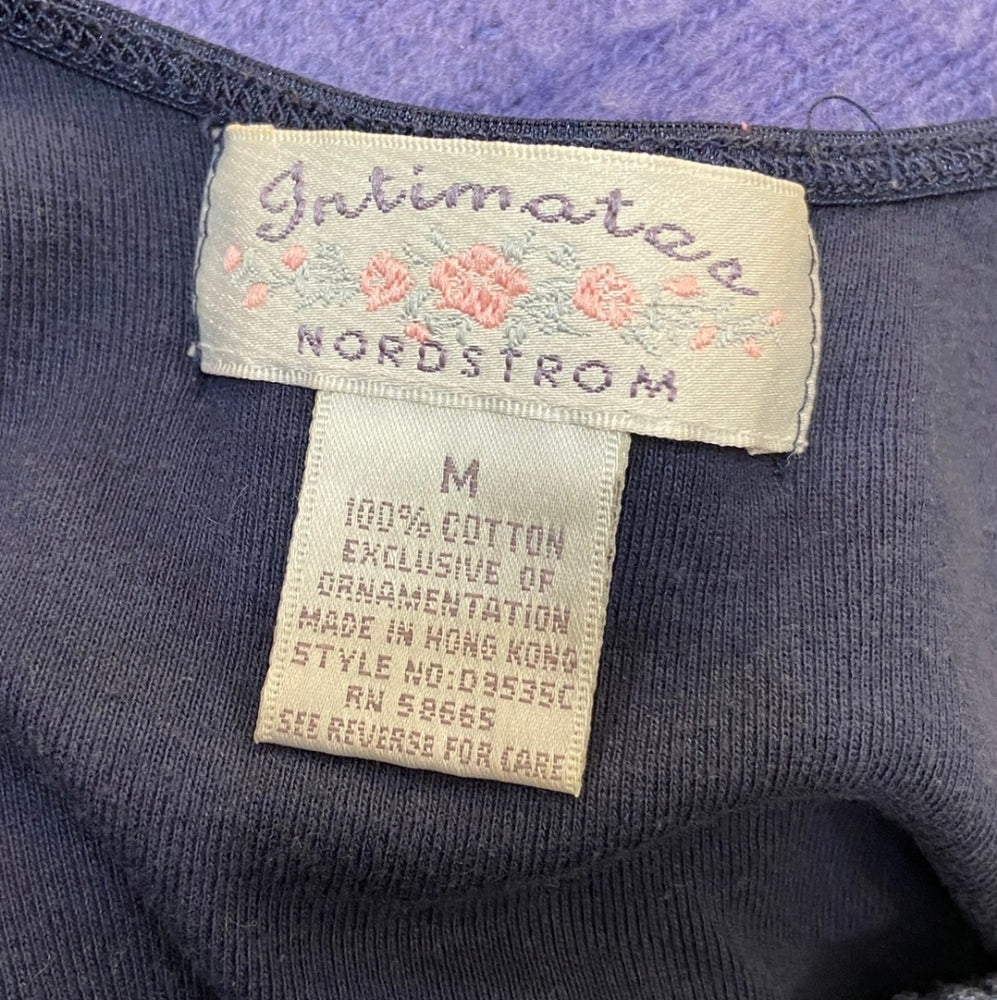 Intimates
NORDSTROM
M
100% COTTON
EXCLUSIVE OF
ORNAMENTATION
MADE IN HONG KONG
STYLE NO:D3535C
RN 58665
SEE REVERSE FOR CARE